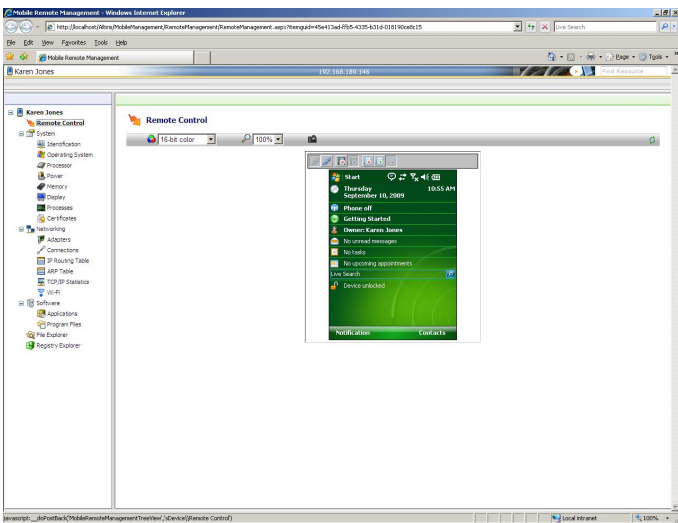 Mobile Remote Management - Windows Internet Explorer
http://localhost/Altiris/MobileManagement/RemoteManagement/RemoteManagement.aspx?itemguid=45e413ad-ffb5-4335-b31d-018190ce8c15
Live Search
File Edit View Favorites Tools Help
Mobile Remote Management
Page Tools
Karen Jones
192.168.189.146
Find Resource
Karen Jones
Remote Control
System
Identification
Operating System
Processor
Power
Memory
Display
Processes
Certificates
Networking
Adapters
Connections
IP Routing Table
ARP Table
TCP/IP Statistics
Wi-Fi
Software
Applications
Program Files
File Explorer
Registry Explorer
Remote Control
16-bit color
100%
Start
Thursday 10:55 AM
September 10, 2009
Phone off
Getting Started
Owner: Karen Jones
No unread messages
No tasks
No upcoming appointments
Live Search
Device unlocked
Notification Contacts
javascript:__doPostBack('MobileRemoteManagementTreeView','sDevice\\Remote Control')
Local intranet
100%